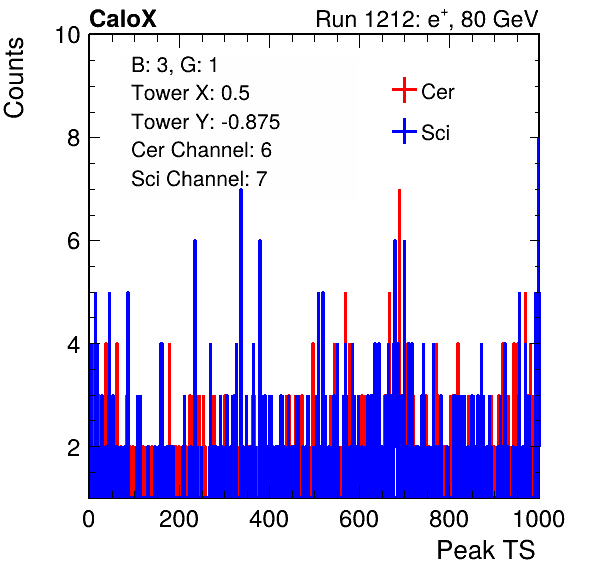 CaloX Run 1212: e+, 80 GeV
Counts
10
8
6
4
2
B: 3, G: 1
Tower X: 0.5
Tower Y: -0.875
Cer Channel: 6
Sci Channel: 7
Cer
Sci
0 200 400 600 800 1000
Peak TS